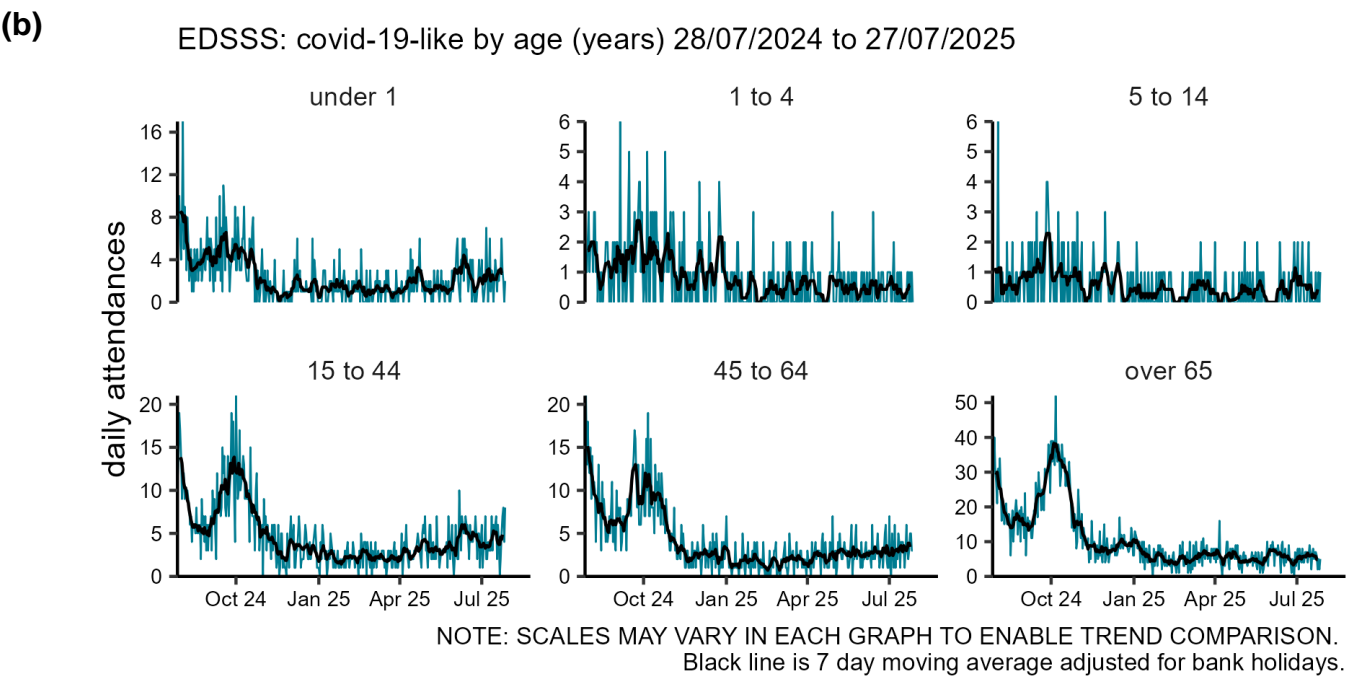 (b)
EDSSS: covid-19-like by age (years) 28/07/2024 to 27/07/2025
daily attendances
under 1
16
12
8
4
0
1 to 4
6
5
4
3
2
1
0
5 to 14
6
5
4
3
2
1
0
15 to 44
20
15
10
5
0
Oct 24 Jan 25 Apr 25 Jul 25
45 to 64
20
15
10
5
0
Oct 24 Jan 25 Apr 25 Jul 25
over 65
50
40
30
20
10
0
Oct 24 Jan 25 Apr 25 Jul 25
NOTE: SCALES MAY VARY IN EACH GRAPH TO ENABLE TREND COMPARISON.
Black line is 7 day moving average adjusted for bank holidays.